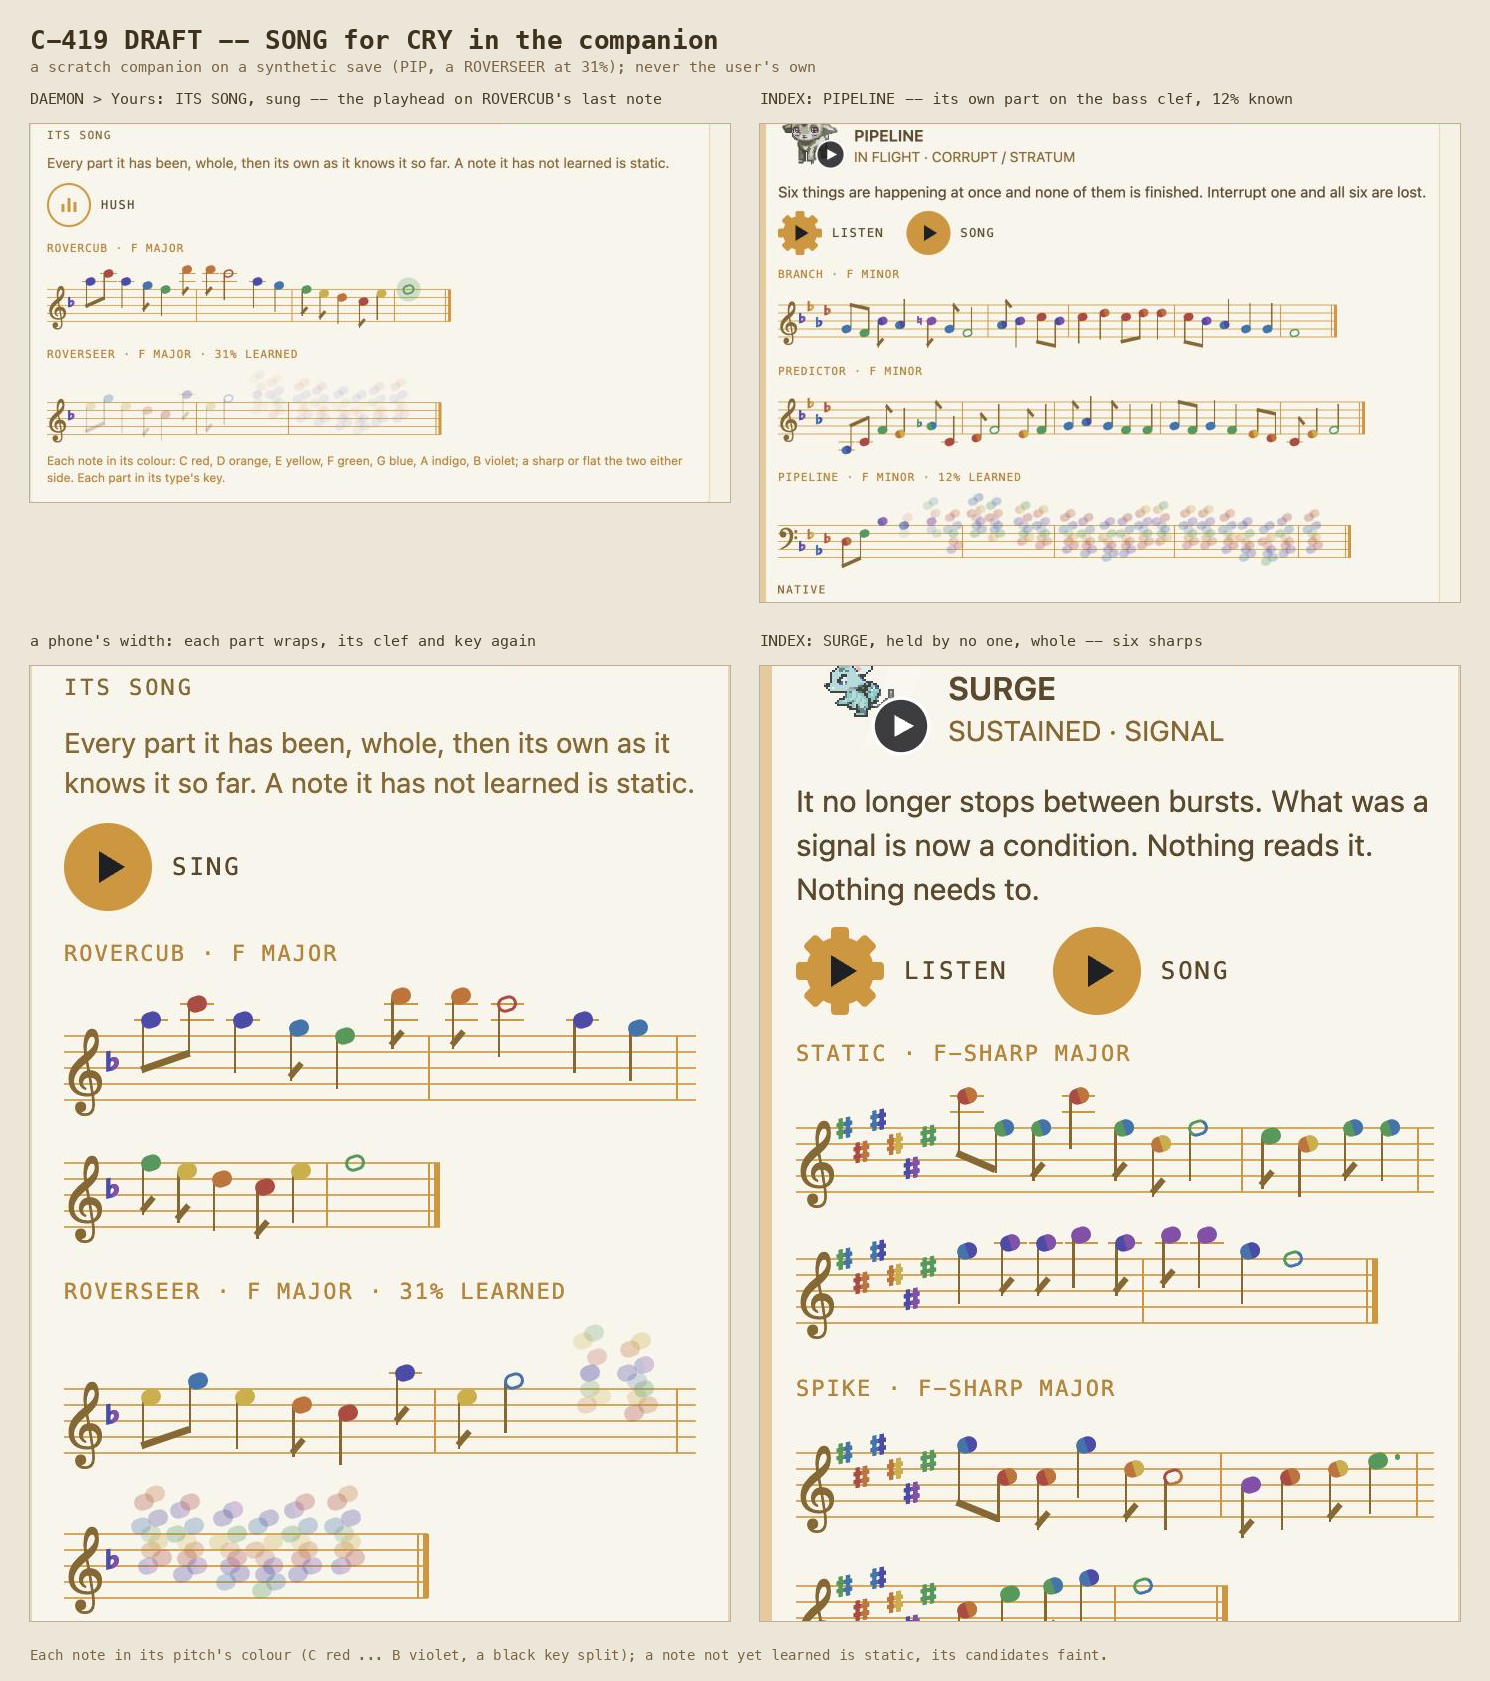 C-419 DRAFT -- SONG for CRY in the companion
a scratch companion on a synthetic save (PIP, a ROVERSEER at 31%); never the user's own
DAEMON > Yours: ITS SONG, sung -- the playhead on ROVERCUB's last note
ITS SONG
Every part it has been, whole, then its own as it knows it so far. A note it has not learned is static.
HUSH
ROVERCUB · F MAJOR
ROVERSEER · F MAJOR · 31% LEARNED
Each note in its colour: C red, D orange, E yellow, F green, G blue, A indigo, B violet; a sharp or flat the two either
side. Each part in its type's key.
INDEX: PIPELINE -- its own part on the bass clef, 12% known
PIPELINE
IN FLIGHT · CORRUPT / STRATUM
Six things are happening at once and none of them is finished. Interrupt one and all six are lost.
LISTEN
SONG
BRANCH · F MINOR
PREDICTOR · F MINOR
PIPELINE · F MINOR · 12% LEARNED
NATIVE
a phone's width: each part wraps, its clef and key again
ITS SONG
Every part it has been, whole, then its own as it
knows it so far. A note it has not learned is static.
SING
ROVERCUB · F MAJOR
ROVERSEER · F MAJOR · 31% LEARNED
INDEX: SURGE, held by no one, whole -- six sharps
SURGE
SUSTAINED · SIGNAL
It no longer stops between bursts. What was a
signal is now a condition. Nothing reads it.
Nothing needs to.
LISTEN
SONG
STATIC · F-SHARP MAJOR
SPIKE · F-SHARP MAJOR
Each note in its pitch's colour (C red ... B violet, a black key split); a note not yet learned is static, its candidates faint.